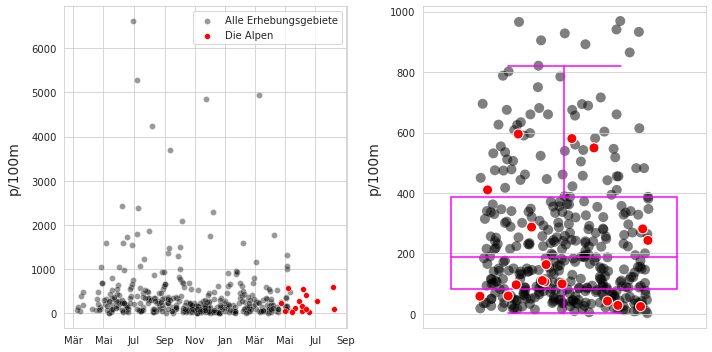 Alle Erhebungsgebiete
Die Alpen
p/100m
6000
5000
4000
3000
2000
1000
0
Mär Mai Jul Sep Nov Jan Mär Mai Jul Sep
p/100m
1000
800
600
400
200
0